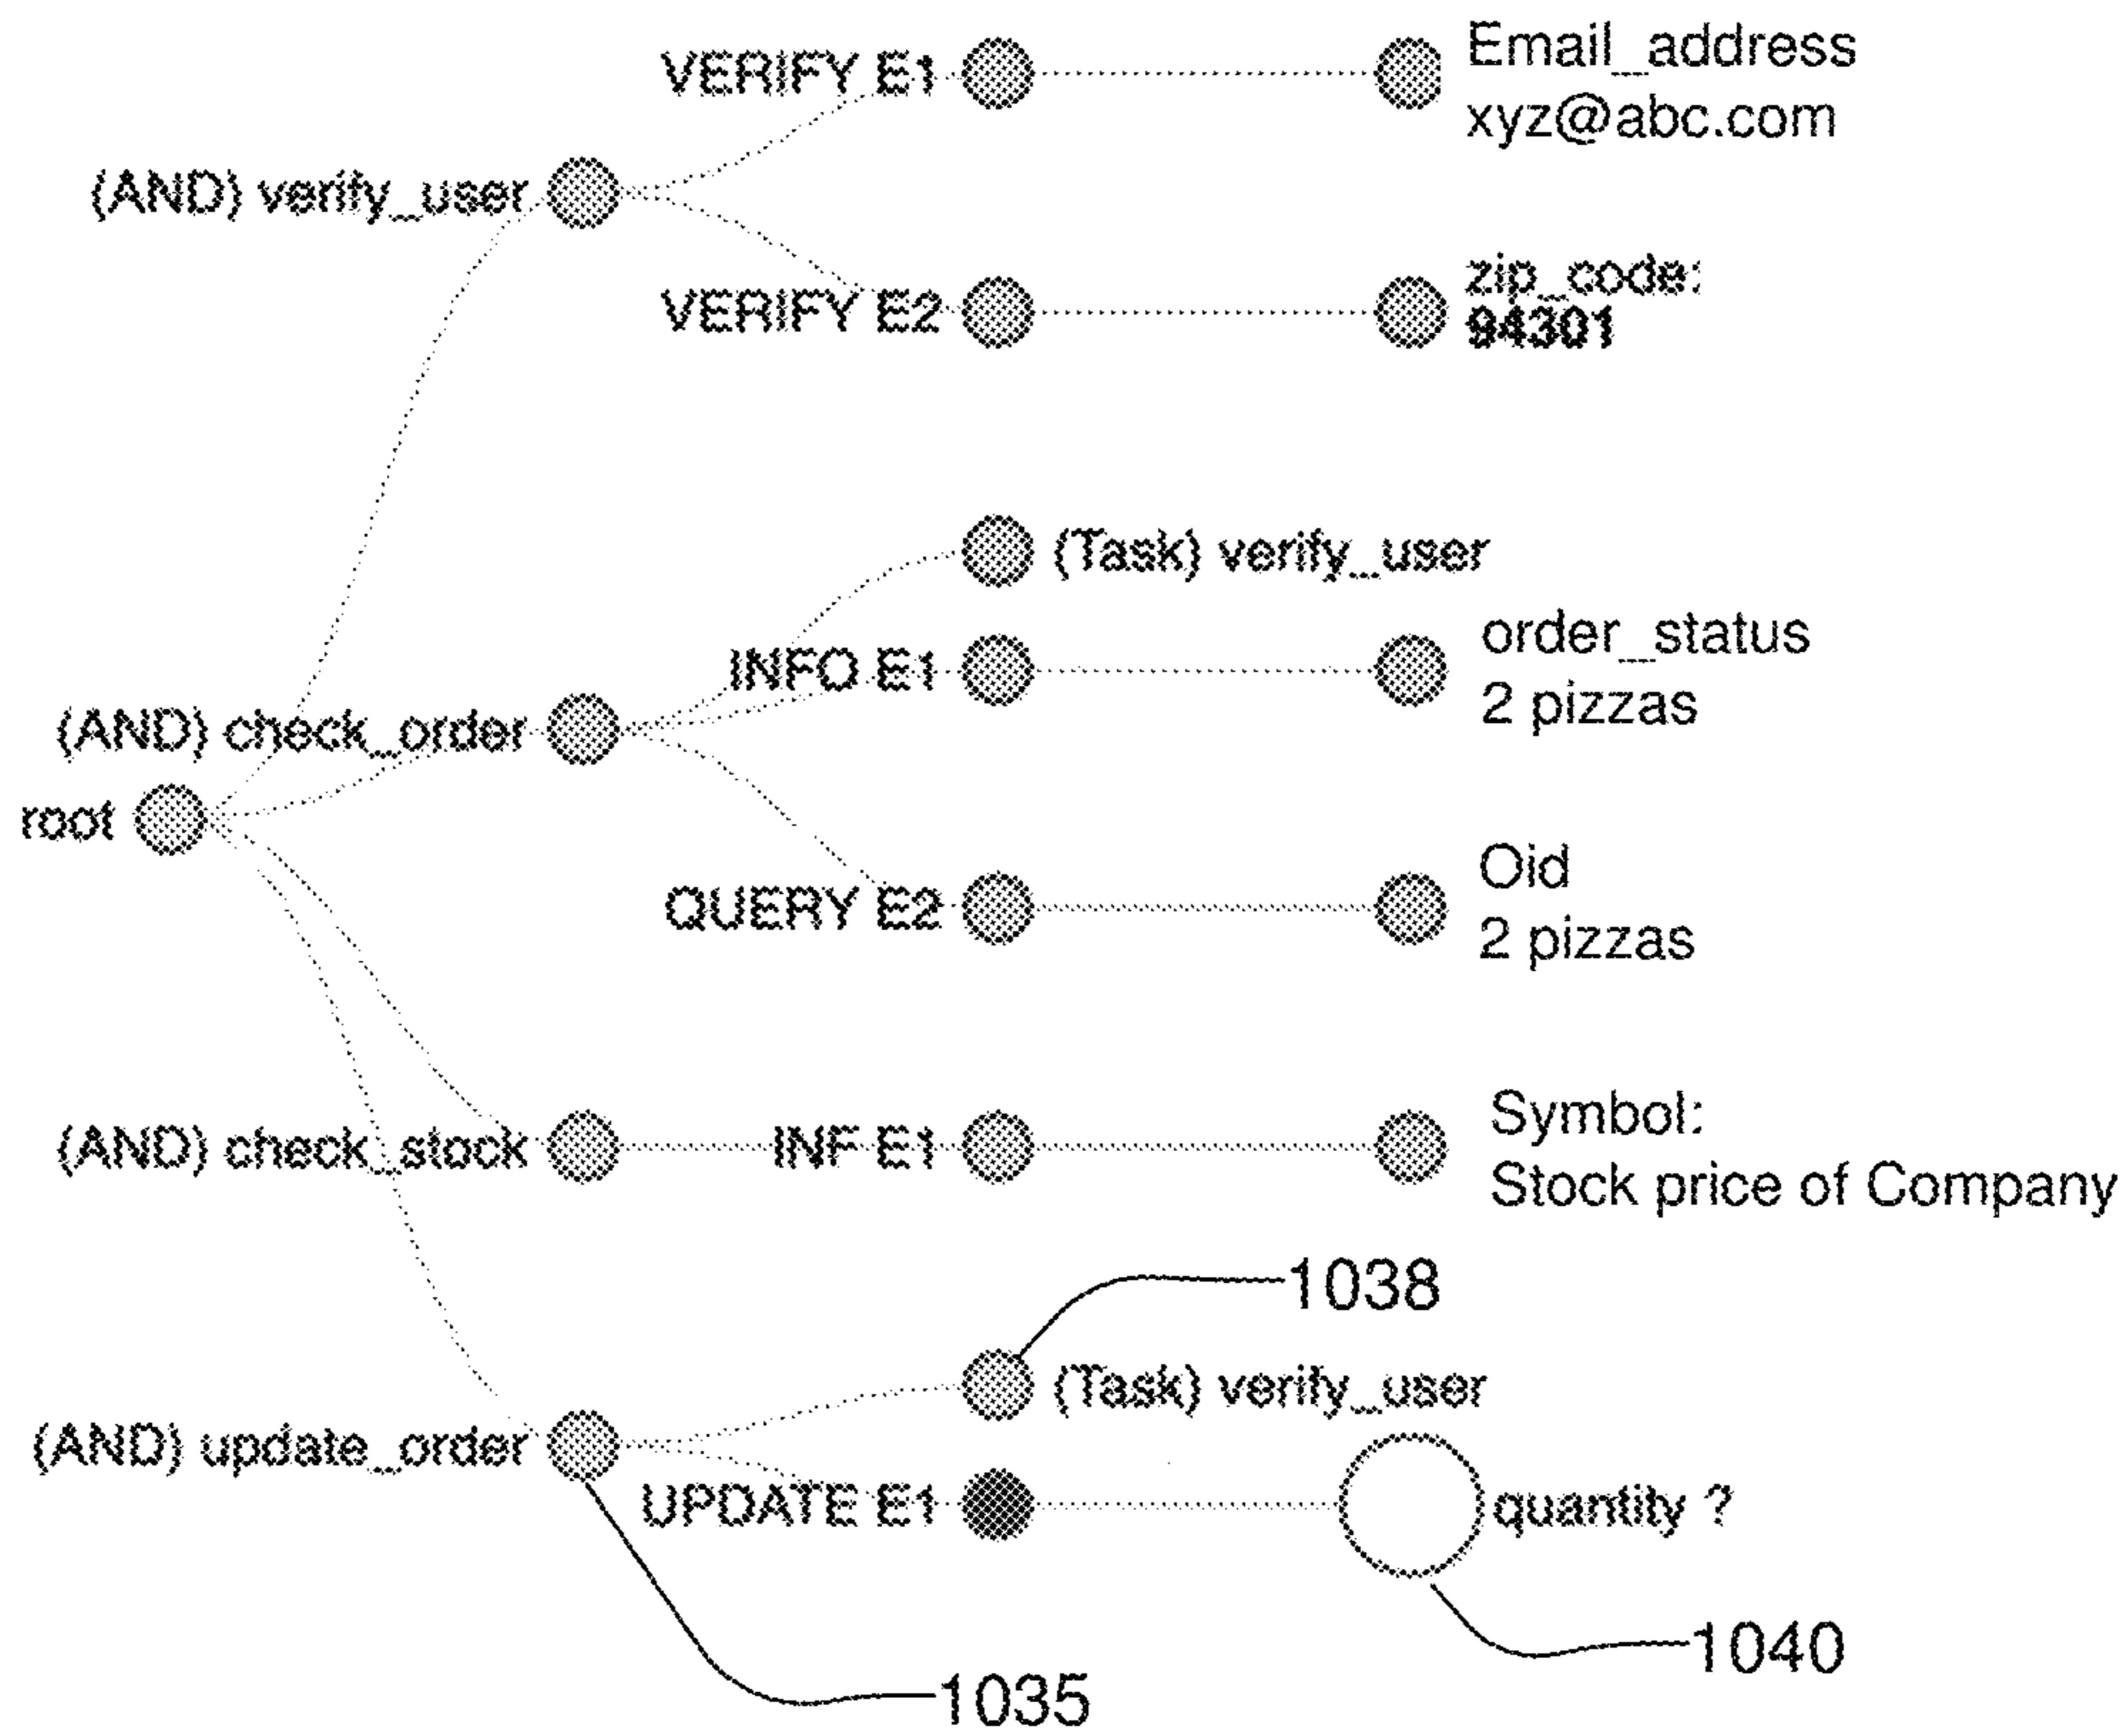 VERIFY E1
Email_address
xyz@abc.com
(AND) verify_user
VERIFY E2
zip_code:
94301
(Task) verify_user
INFO E1
order_status
2 pizzas
(AND) check_order
root
QUERY E2
Oid
2 pizzas
(AND) check_stock
INF E1
Symbol:
Stock price of Company
1038
(Task) verify_user
(AND) update_order
UPDATE E1
quantity ?
1040
1035